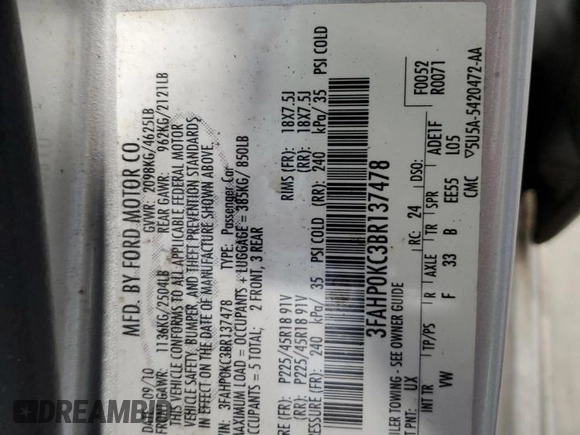 MFD. BY FORD MOTOR CO.
DATE: 09/10 GVWR: 2098KG/4625LB
FRONT GAWR: 1136KG/2504LB REAR GAWR: 962KG/2121LB
THIS VEHICLE CONFORMS TO ALL APPLICABLE FEDERAL MOTOR
VEHICLE SAFETY, BUMPER, AND THEFT PREVENTION STANDARDS
IN EFFECT ON THE DATE OF MANUFACTURE SHOWN ABOVE.
VIN: 3FAHP0KC3BR137478 TYPE: Passenger Car
MAXIMUM LOAD = OCCUPANTS + LUGGAGE = 385KG/ 850LB
OCCUPANTS = 5 TOTAL; 2 FRONT, 3 REAR
TIRE (FR): P225/45R18 91V RIMS (FR): 18X7.5J
(RR): P225/45R18 91V (RR): 18X7.5J
PRESSURE (FR): 240 kPa/ 35 PSI COLD (RR): 240 kPa/ 35 PSI COLD
3FAHP0KC3BR137478
TRAILER TOWING - SEE OWNER GUIDE
F0052
R0071
EXT PNT: UX RC: 24 DSO:
INT TR TP/PS R AXLE TR SPR ADE1F
VW F 33 B EE55 L05
CMC ▽5U5A-5420472-AA
DREAMBID.COM